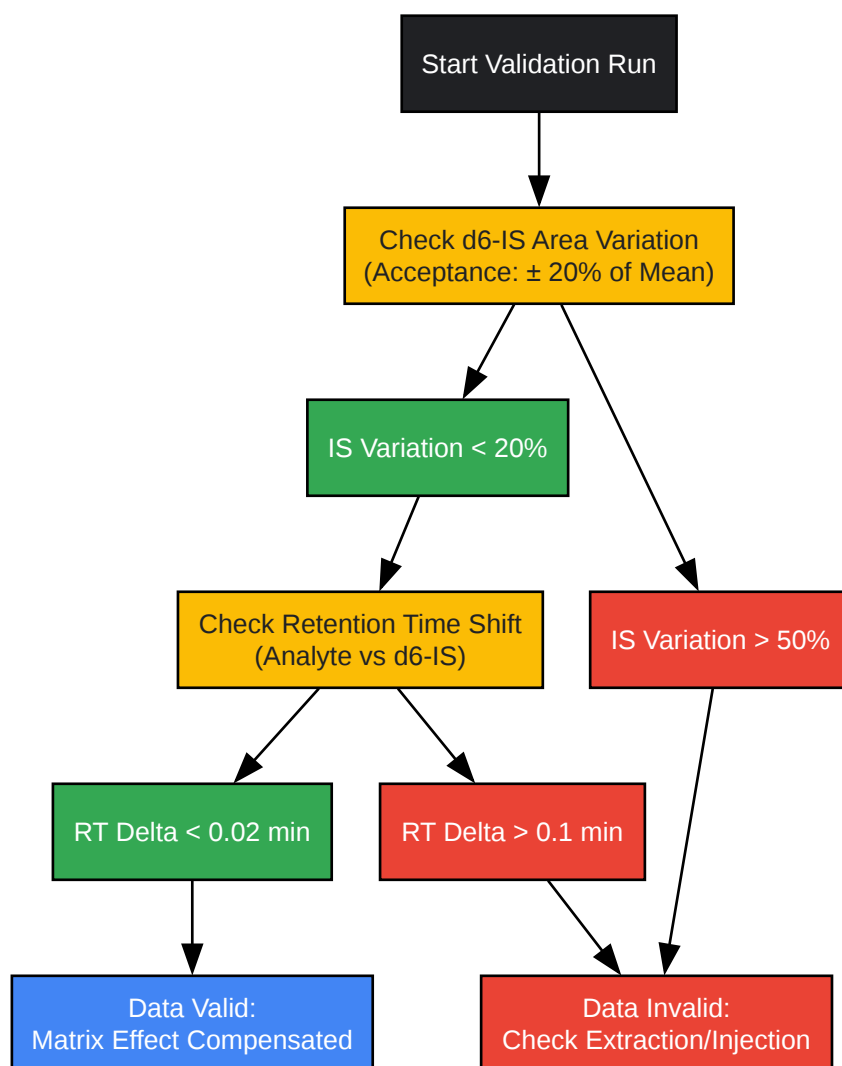 Start Validation Run
Check d6-IS Area Variation
(Acceptance: ± 20% of Mean)
IS Variation < 20%
Check Retention Time Shift
(Analyte vs d6-IS)
IS Variation > 50%
RT Delta < 0.02 min
RT Delta > 0.1 min
Data Valid:
Matrix Effect Compensated
Data Invalid:
Check Extraction/Injection